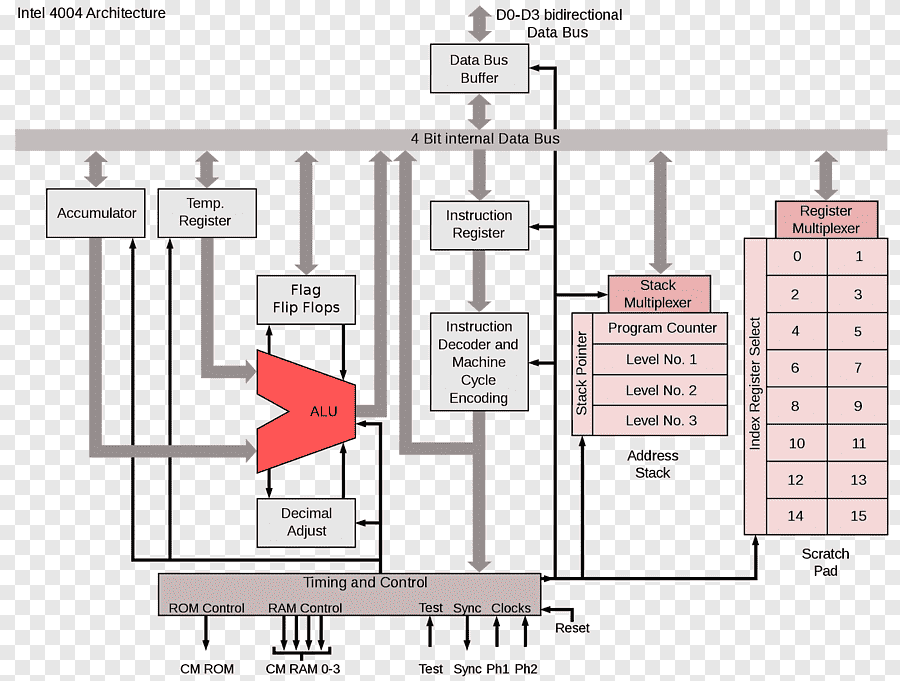 Intel 4004 Architecture
D0-D3 bidirectional
Data Bus
Data Bus
Buffer
4 Bit internal Data Bus
Accumulator
Temp.
Register
Instruction
Register
Register
Multiplexer
Flag
Flip Flops
Stack
Multiplexer
Instruction
Decoder and
Machine
Cycle
Encoding
ALU
Stack Pointer
Program Counter
Level No. 1
Level No. 2
Level No. 3
Address
Stack
Index Register Select
0 1
2 3
4 5
6 7
8 9
10 11
12 13
14 15
Scratch
Pad
Decimal
Adjust
Timing and Control
ROM Control RAM Control Test Sync Clocks
Reset
CM ROM CM RAM 0-3 Test Sync Ph1 Ph2